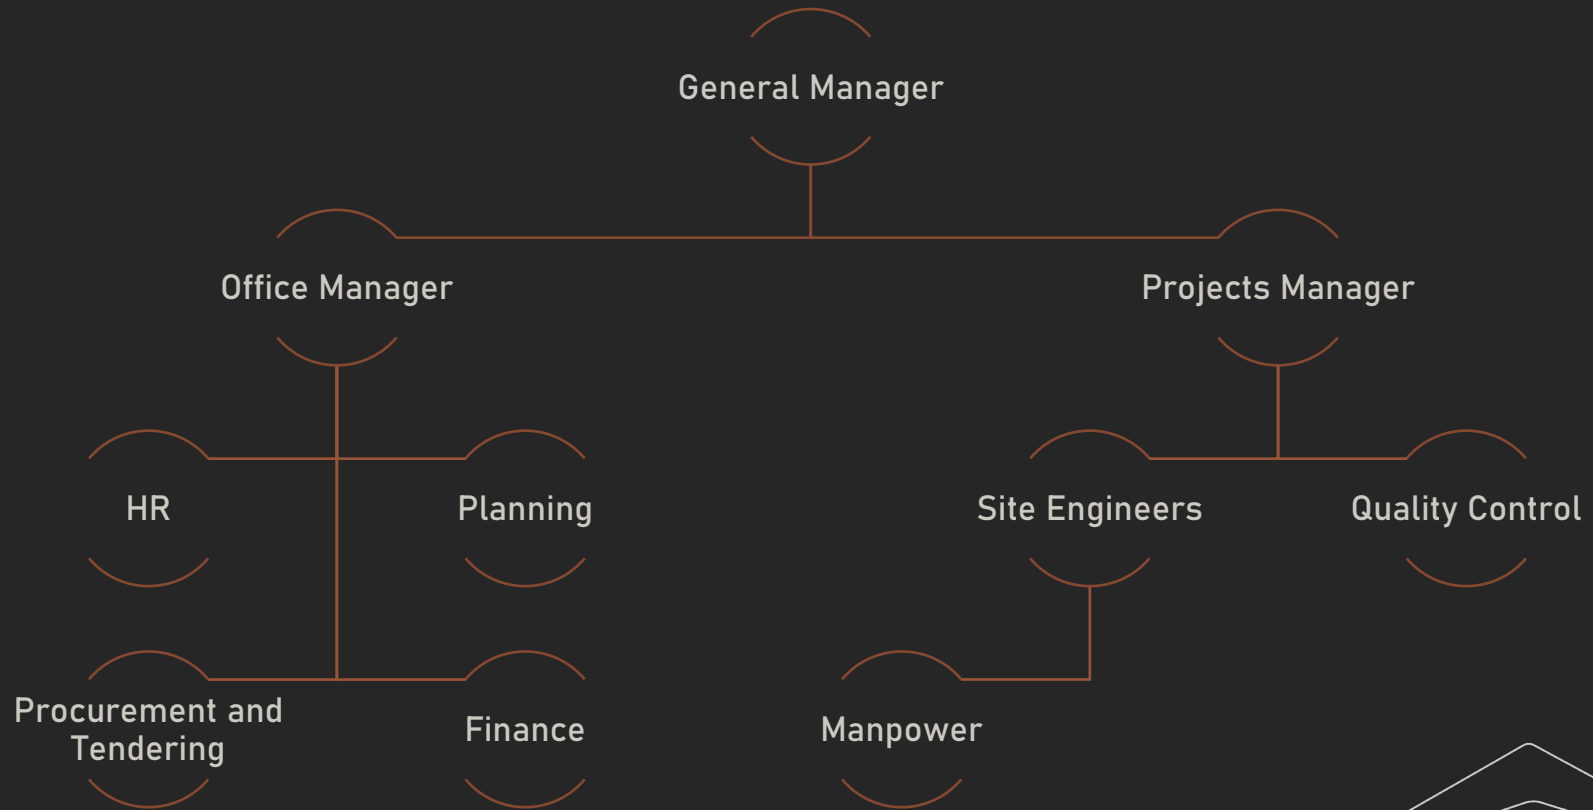 General Manager
Office Manager
Projects Manager
HR
Planning
Site Engineers
Quality Control
Procurement and
Tendering
Finance
Manpower